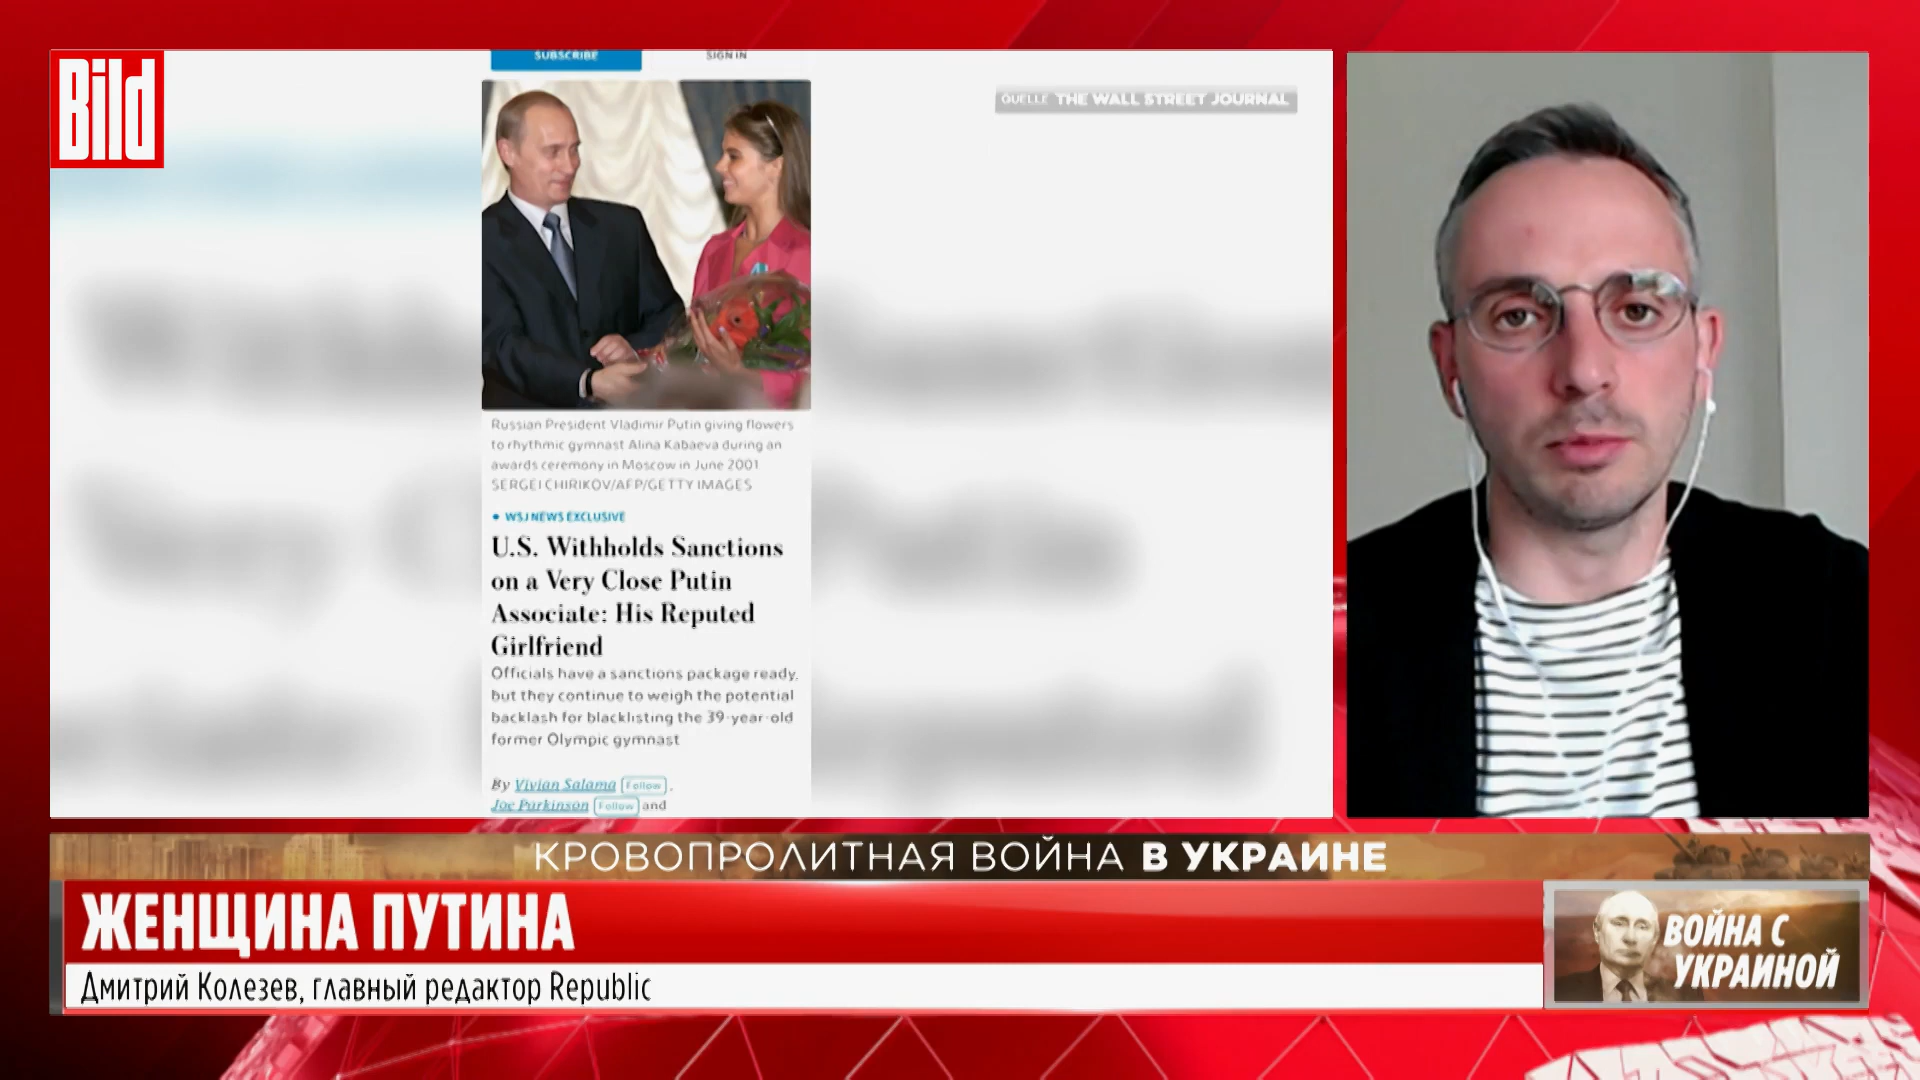 Bild
SUBSCRIBE
SIGN IN
QUELLE THE WALL STREET JOURNAL
Russian President Vladimir Putin giving flowers
to rhythmic gymnast Alina Kabaeva during an
awards ceremony in Moscow in June 2001
SERGEI CHIRIKOV/AFP/GETTY IMAGES
WSJ NEWS EXCLUSIVE
U.S. Withholds Sanctions
on a Very Close Putin
Associate: His Reputed
Girlfriend
Officials have a sanctions package ready,
but they continue to weigh the potential
backlash for blacklisting the 39-year-old
former Olympic gymnast
By Vivian Salama Follow ,
Joe Parkinson Follow and
КРОВОПРОЛИТНАЯ ВОЙНА В УКРАИНЕ
ЖЕНЩИНА ПУТИНА
Дмитрий Колезев, главный редактор Republic
ВОЙНА С
УКРАИНОЙ